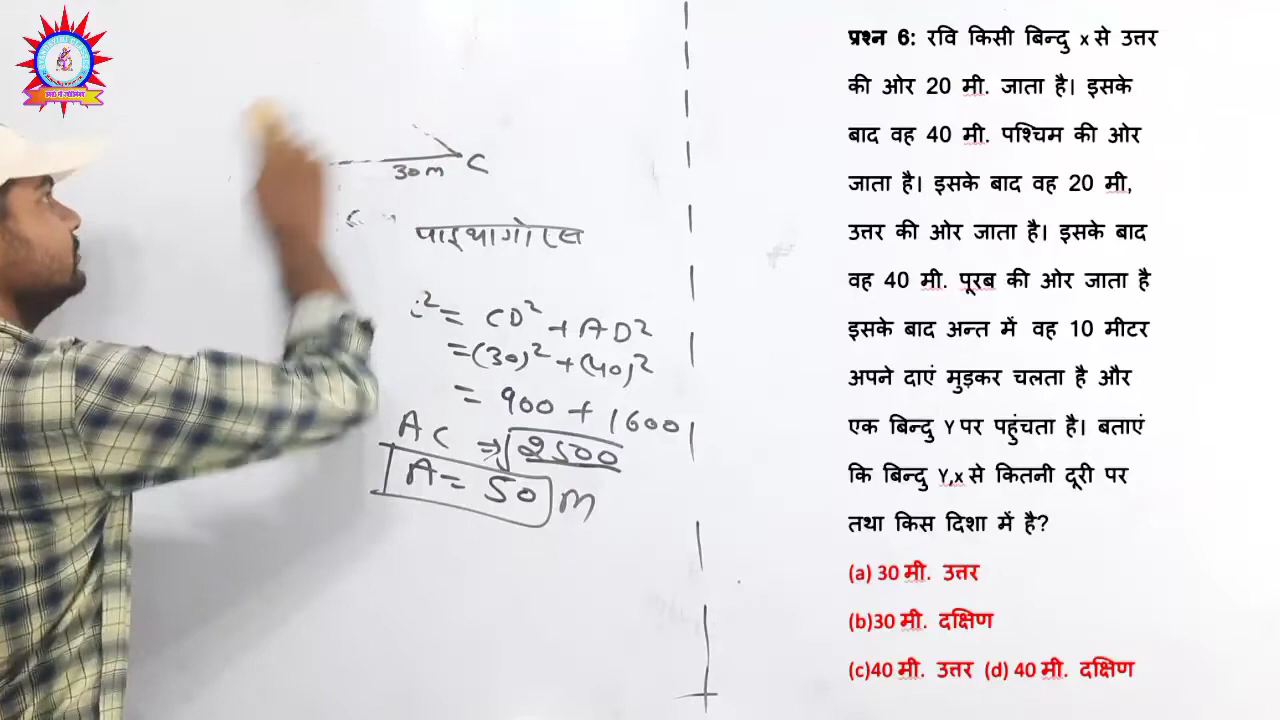 30m C
पाइथागोरस
² = CD² + AD²
= (30)² + (40)²
= 900 + 1600
AC ⇒ √2500
A = 50 m
प्रश्न 6: रवि किसी बिन्दु x से उत्तर
की ओर 20 मी. जाता है। इसके
बाद वह 40 मी. पश्चिम की ओर
जाता है। इसके बाद वह 20 मी,
उत्तर की ओर जाता है। इसके बाद
वह 40 मी. पूरब की ओर जाता है
इसके बाद अन्त में वह 10 मीटर
अपने दाएं मुड़कर चलता है और
एक बिन्दु Y पर पहुंचता है। बताएं
कि बिन्दु Y,x से कितनी दूरी पर
तथा किस दिशा में है?
(a) 30 मी. उत्तर
(b)30 मी. दक्षिण
(c)40 मी. उत्तर (d) 40 मी. दक्षिण